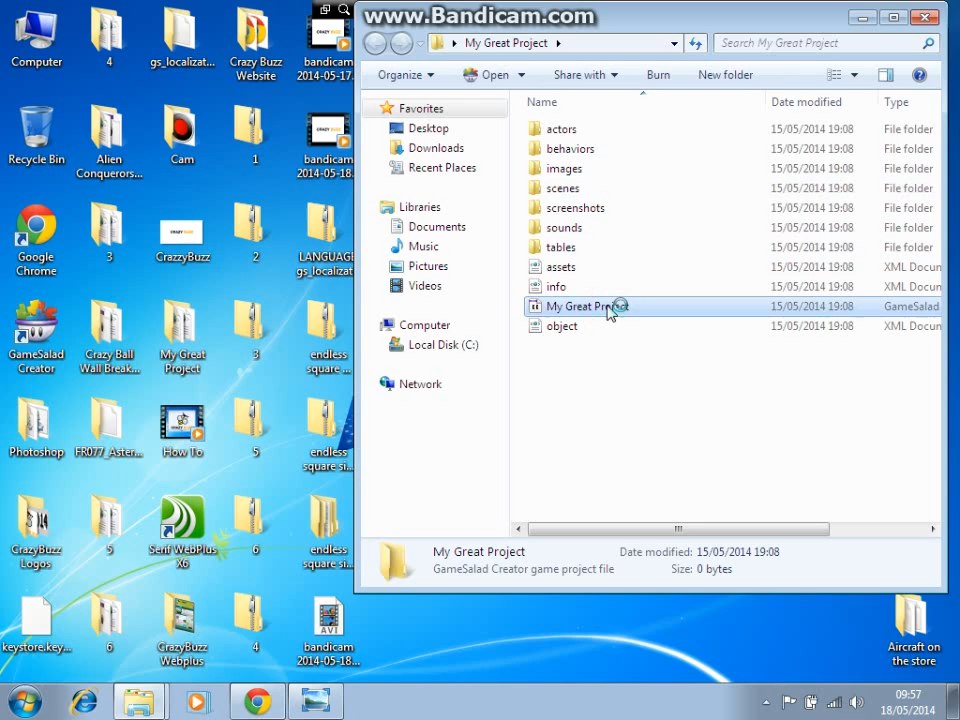 www.Bandicam.com
My Great Project
Search My Great Project
Organize
Open
Share with
Burn
New folder
Name
Date modified
Type
Favorites
Desktop
Downloads
Recent Places
Libraries
Documents
Music
Pictures
Videos
Computer
Local Disk (C:)
Network
actors 15/05/2014 19:08 File folder
behaviors 15/05/2014 19:08 File folder
images 15/05/2014 19:08 File folder
scenes 15/05/2014 19:08 File folder
screenshots 15/05/2014 19:08 File folder
sounds 15/05/2014 19:08 File folder
tables 15/05/2014 19:08 File folder
assets 15/05/2014 19:08 XML Docum
info 15/05/2014 19:08 XML Docum
My Great Project 15/05/2014 19:08 GameSalad
object 15/05/2014 19:08 XML Docum
My Great Project Date modified: 15/05/2014 19:08
GameSalad Creator game project file Size: 0 bytes
Computer
4
gs_localizat...
Crazy Buzz
Website
bandicam
2014-05-17...
Recycle Bin
Alien
Conquerors...
Cam
1
bandicam
2014-05-18...
Google
Chrome
3
CrazzyBuzz
2
LANGUAGE
gs_localizat
GameSalad
Creator
Crazy Ball
Wall Break...
My Great
Project
3
endless
square ...
Photoshop
FR077_Aster...
How To
5
endless
square si...
CrazyBuzz
Logos
5
Serif WebPlus
X6
6
endless
square si...
keystore.key...
6
CrazyBuzz
Webplus
4
bandicam
2014-05-18...
Aircraft on
the store
09:57
18/05/2014